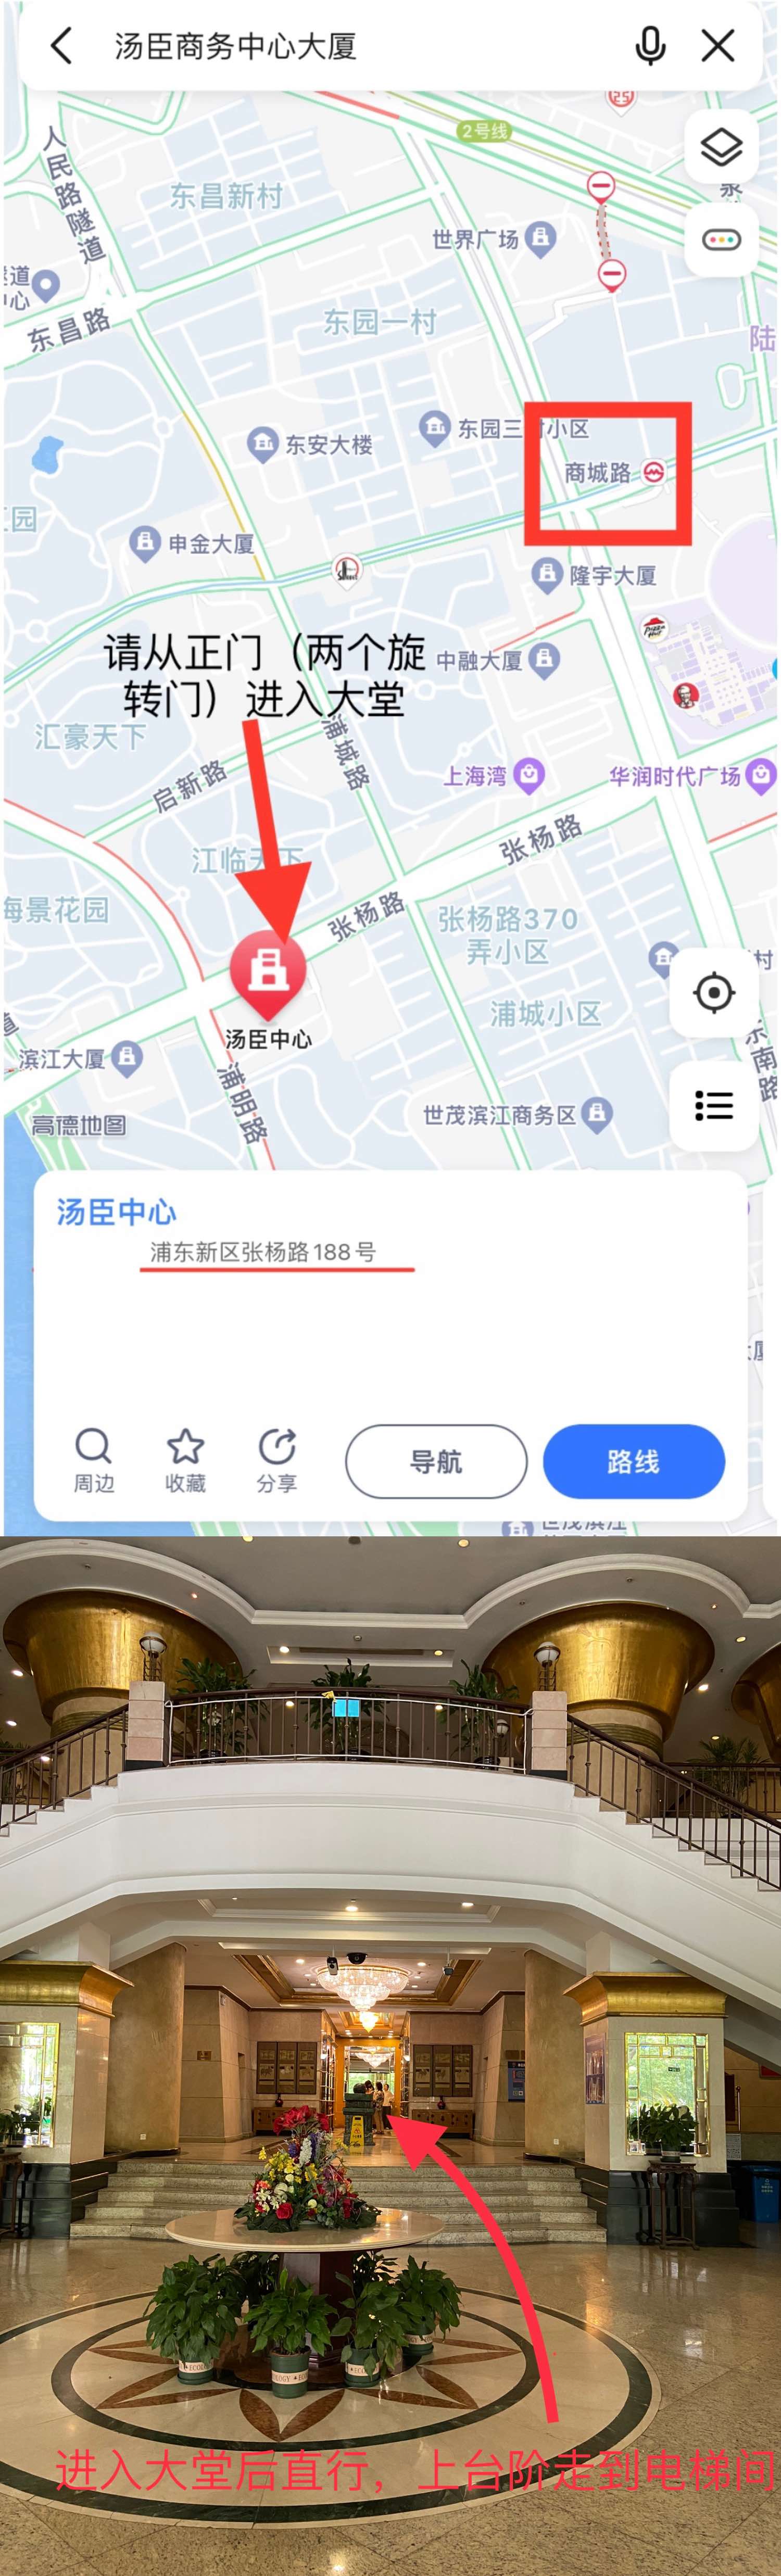 汤臣商务中心大厦
2号线
人民路隧道
东昌新村
世界广场
东昌路
东园一村
陆
东园三村小区
东安大楼
商城路
申金大厦
隆宇大厦
请从正门（两个旋
转门）进入大堂
中融大厦
汇豪天下
浦城路
启新路
上海湾
华润时代广场
江临天下
张杨路
海景花园
张杨路
张杨路370
弄小区
浦城小区
汤臣中心
滨江大厦
东南路
浦明路
世茂滨江商务区
高德地图
汤臣中心
浦东新区张杨路188号
周边
收藏
分享
导航
路线
进入大堂后直行，上台阶走到电梯间